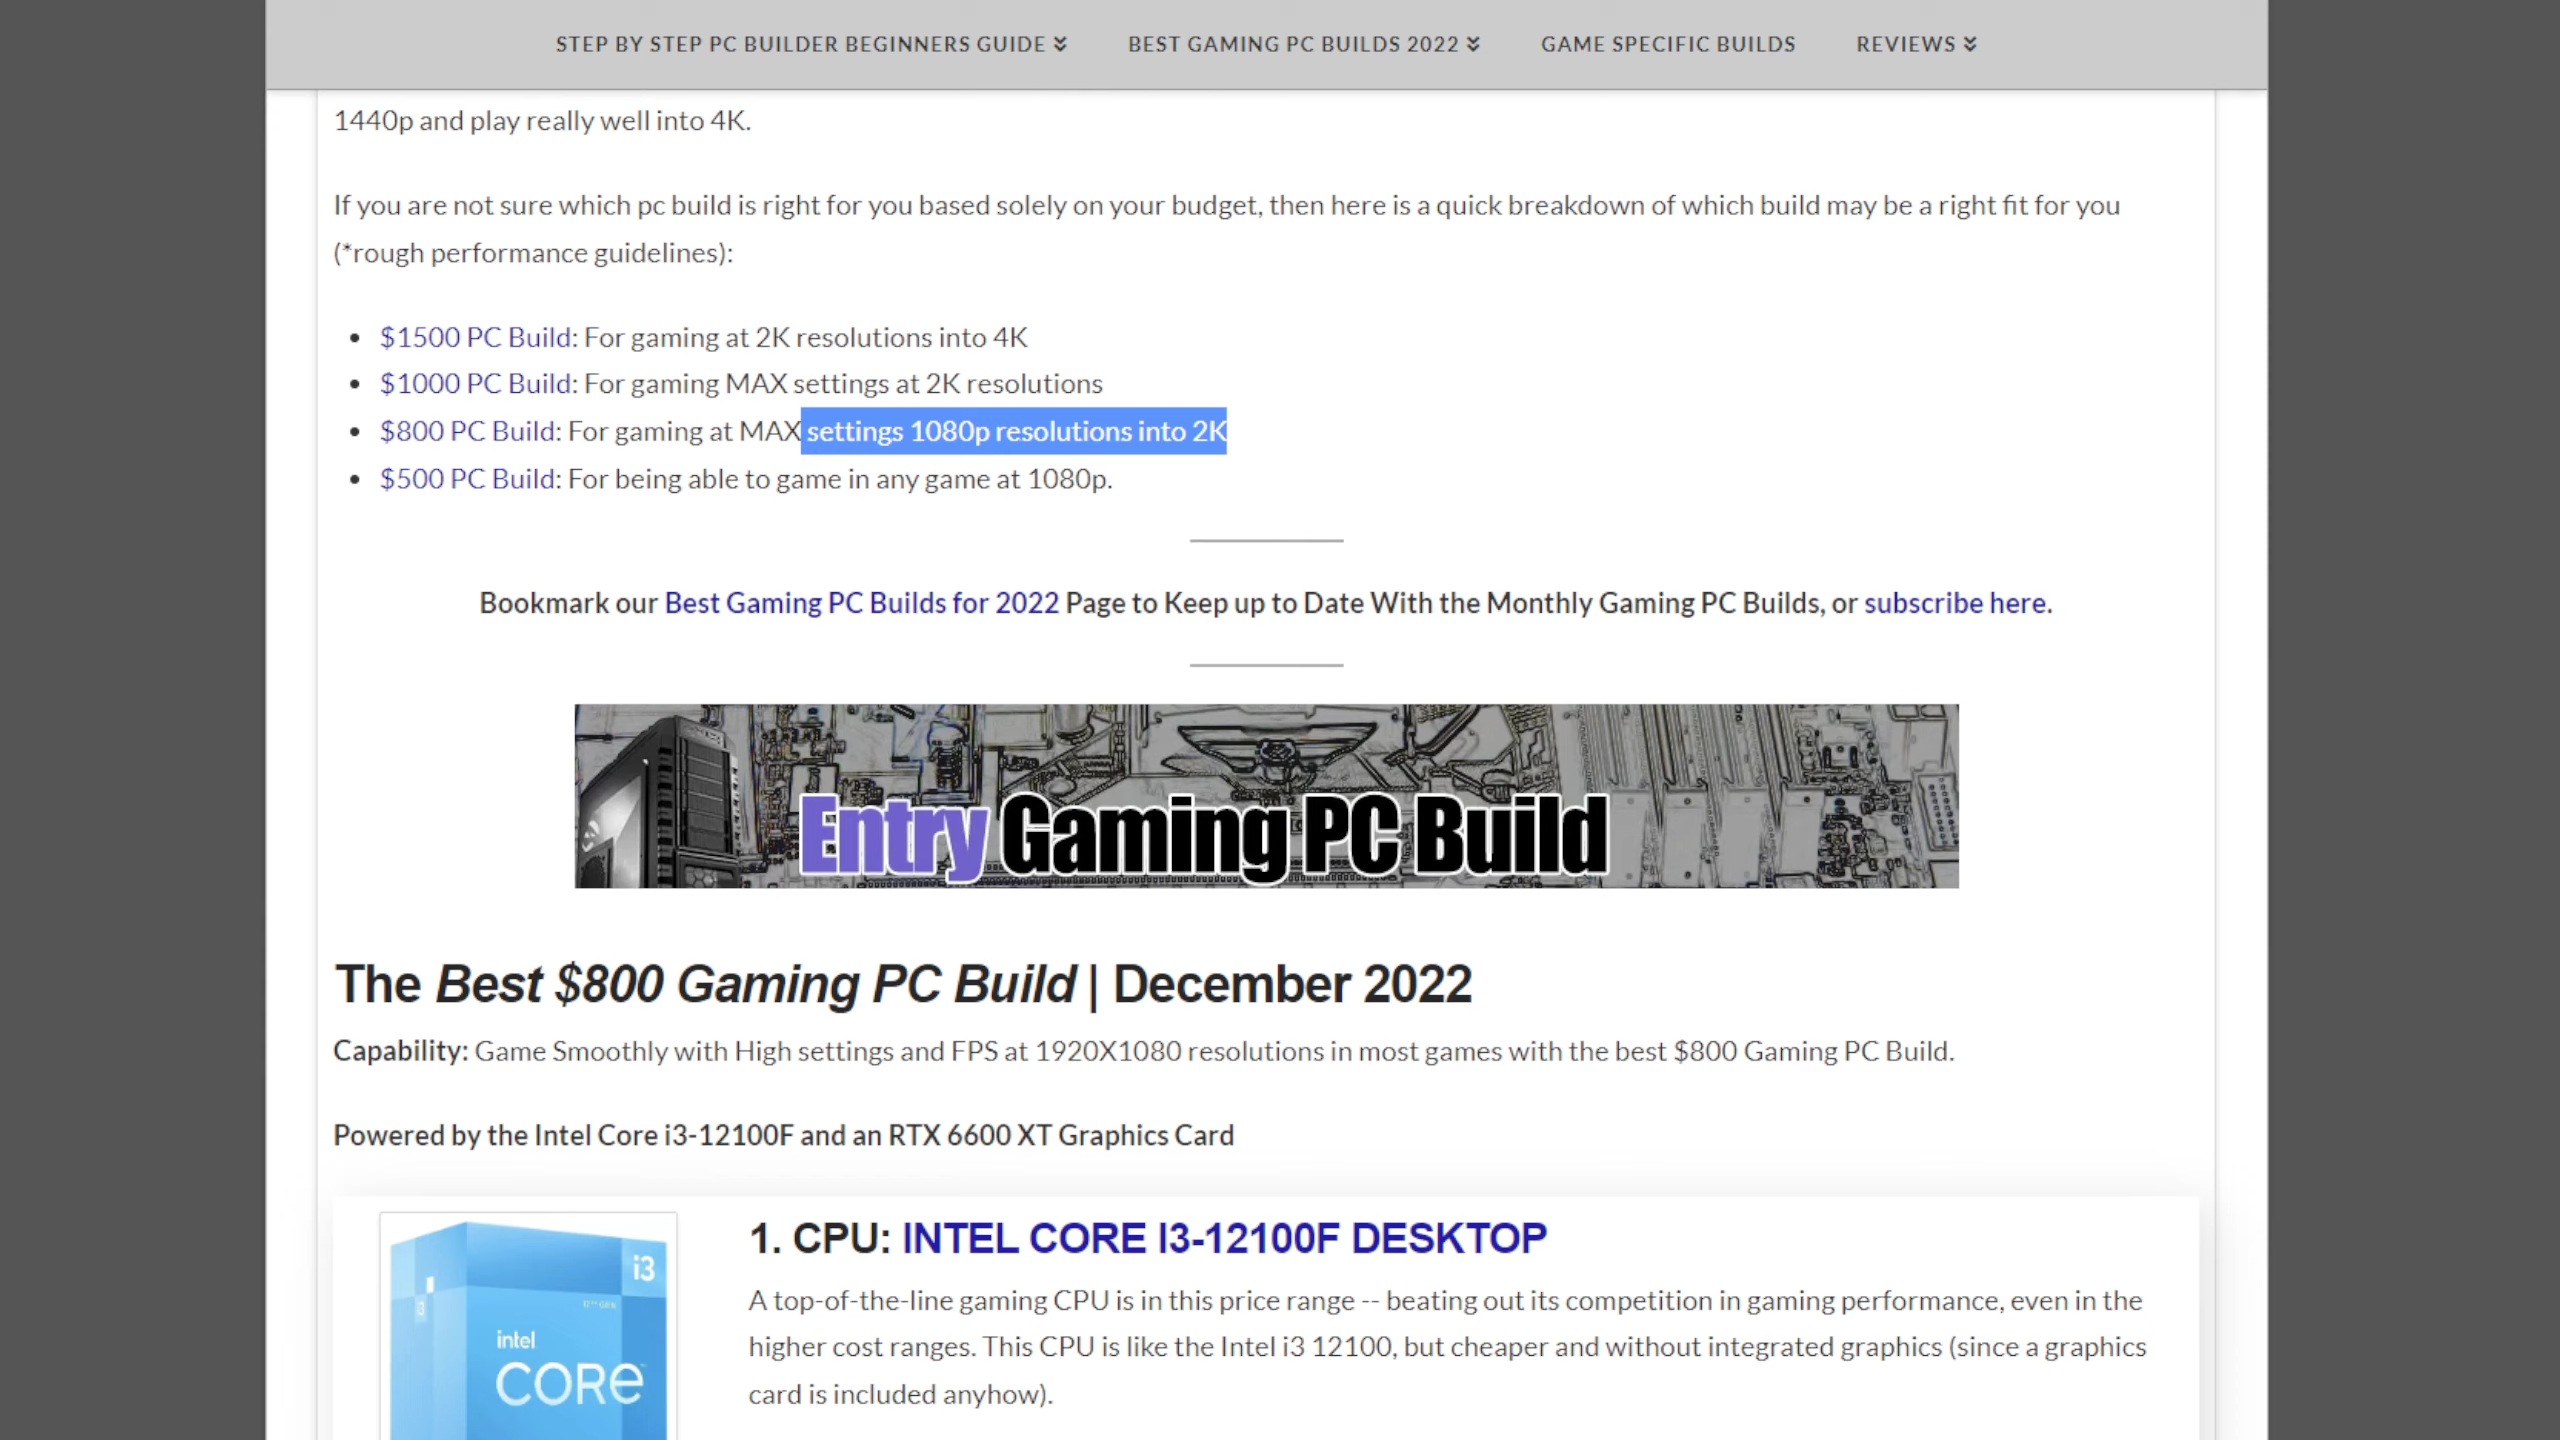 STEP BY STEP PC BUILDER BEGINNERS GUIDE BEST GAMING PC BUILDS 2022 GAME SPECIFIC BUILDS REVIEWS
1440p and play really well into 4K.
If you are not sure which pc build is right for you based solely on your budget, then here is a quick breakdown of which build may be a right fit for you
(*rough performance guidelines):
• $1500 PC Build: For gaming at 2K resolutions into 4K
• $1000 PC Build: For gaming MAX settings at 2K resolutions
• $800 PC Build: For gaming at MAX settings 1080p resolutions into 2K
• $500 PC Build: For being able to game in any game at 1080p.
Bookmark our Best Gaming PC Builds for 2022 Page to Keep up to Date With the Monthly Gaming PC Builds, or subscribe here.
Entry Gaming PC Build
The Best $800 Gaming PC Build | December 2022
Capability: Game Smoothly with High settings and FPS at 1920X1080 resolutions in most games with the best $800 Gaming PC Build.
Powered by the Intel Core i3-12100F and an RTX 6600 XT Graphics Card
1. CPU: INTEL CORE I3-12100F DESKTOP
A top-of-the-line gaming CPU is in this price range -- beating out its competition in gaming performance, even in the
higher cost ranges. This CPU is like the Intel i3 12100, but cheaper and without integrated graphics (since a graphics
card is included anyhow).
i3
intel
CORE